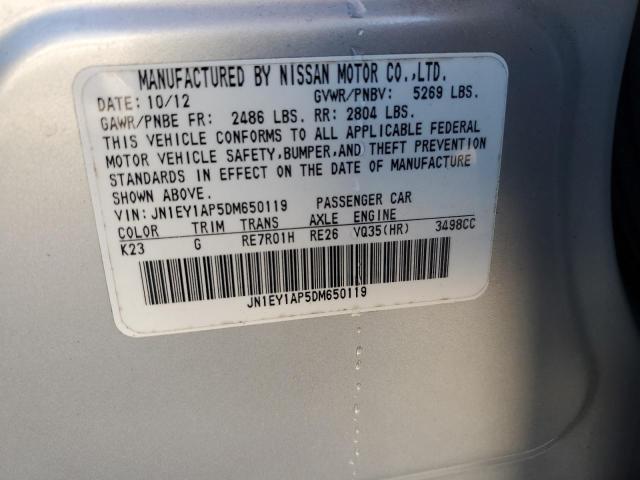 MANUFACTURED BY NISSAN MOTOR CO.,LTD.
DATE: 10/12 GVWR/PNBV: 5269 LBS.
GAWR/PNBE FR: 2486 LBS. RR: 2804 LBS.
THIS VEHICLE CONFORMS TO ALL APPLICABLE FEDERAL
MOTOR VEHICLE SAFETY,BUMPER,AND THEFT PREVENTION
STANDARDS IN EFFECT ON THE DATE OF MANUFACTURE
SHOWN ABOVE.
VIN: JN1EY1AP5DM650119 PASSENGER CAR
COLOR TRIM TRANS AXLE ENGINE
K23 G RE7R01H RE26 VQ35(HR) 3498CC
JN1EY1AP5DM650119